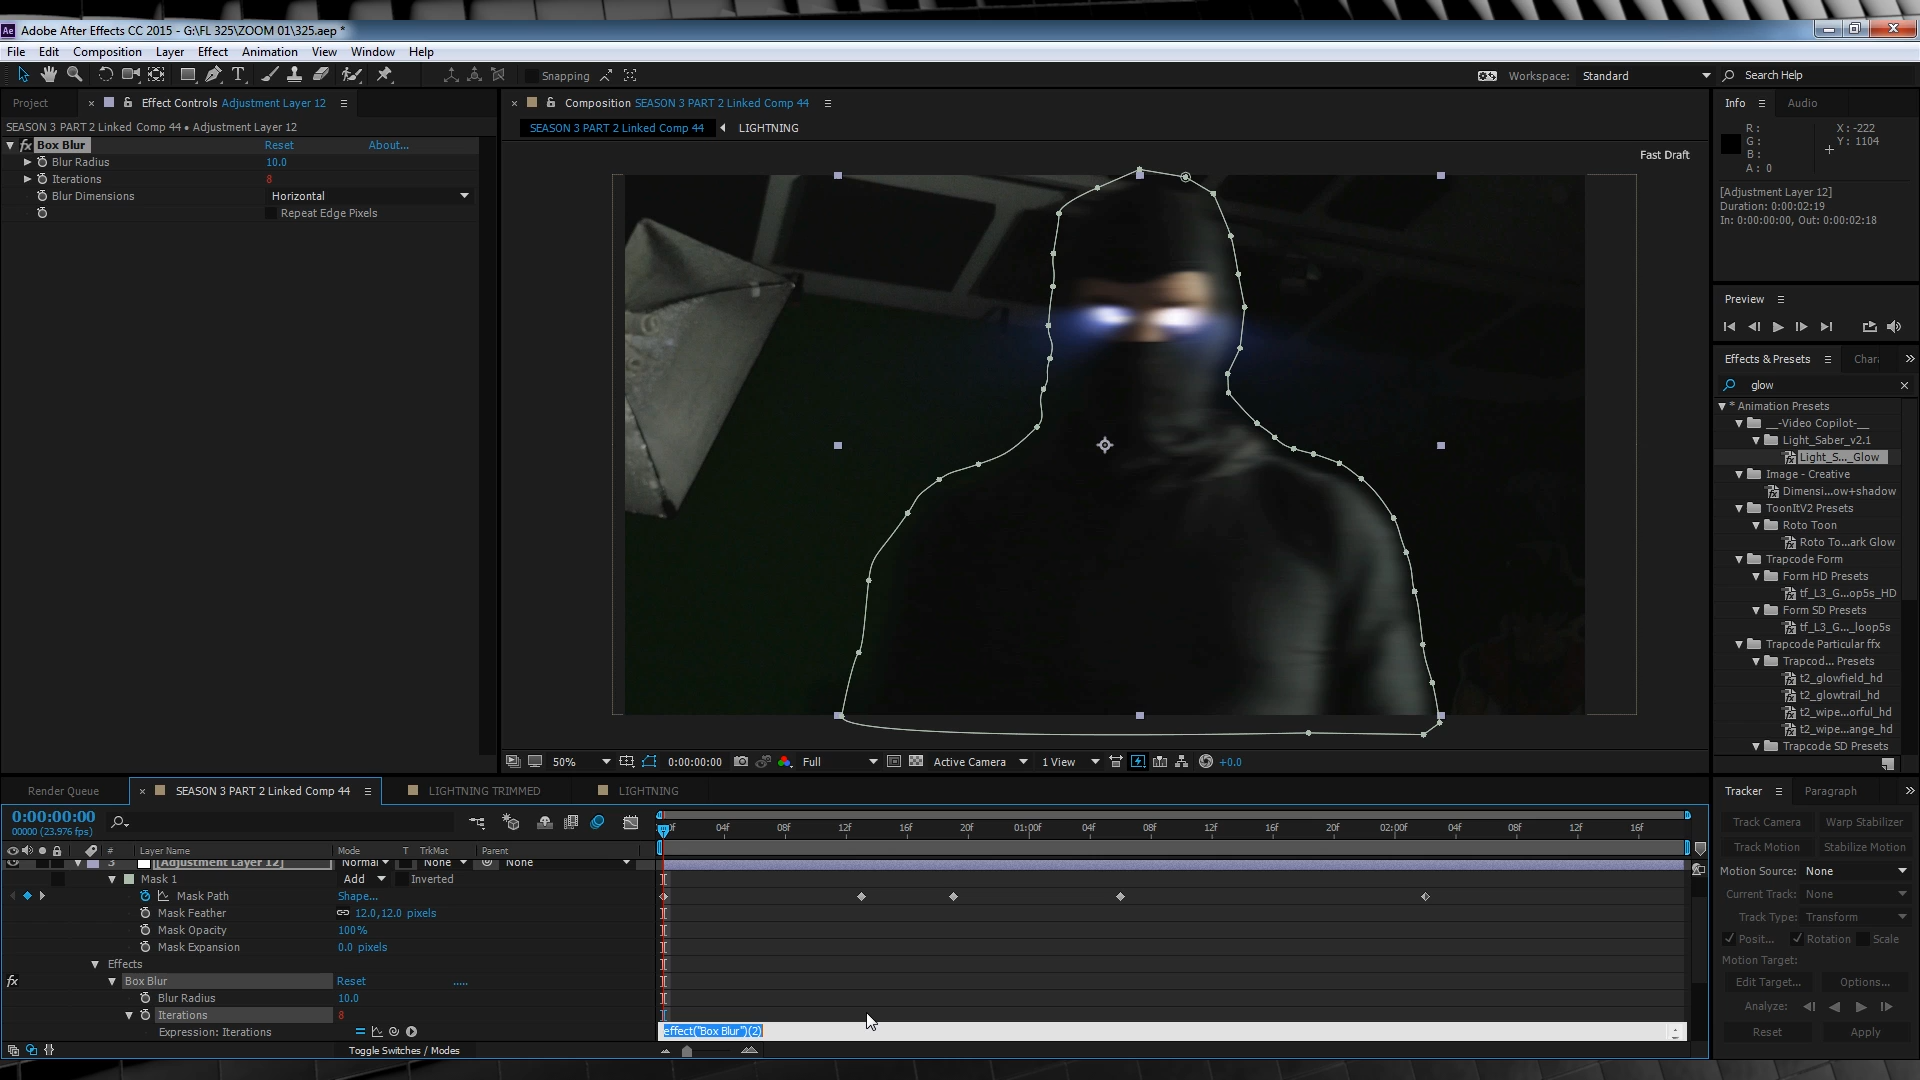 Adobe After Effects CC 2015 - G:\FL 325\ZOOM 01\325.aep *
File Edit Composition Layer Effect Animation View Window Help
Snapping
Workspace: Standard
Search Help
Project
Effect Controls Adjustment Layer 12
SEASON 3 PART 2 Linked Comp 44 • Adjustment Layer 12
fx Box Blur Reset About...
Blur Radius 10.0
Iterations 8
Blur Dimensions Horizontal
Repeat Edge Pixels
Composition SEASON 3 PART 2 Linked Comp 44
SEASON 3 PART 2 Linked Comp 44 LIGHTNING
Fast Draft
50% 0:00:00:00 Full Active Camera 1 View +0.0
Info Audio
R: X: -222
G: Y: 1104
B:
A: 0
[Adjustment Layer 12]
Duration: 0:00:02:19
In: 0:00:00:00, Out: 0:00:02:18
Preview
Effects & Presets Chara
glow
* Animation Presets
__-Video Copilot-__
Light_Saber_v2.1
Light_S..._Glow
Image - Creative
Dimensi...ow+shadow
ToonItV2 Presets
Roto Toon
Roto To...ark Glow
Trapcode Form
Form HD Presets
tf_L3_G...op5s_HD
Form SD Presets
tf_L3_G..._loop5s
Trapcode Particular ffx
Trapcod... Presets
t2_glowfield_hd
t2_glowtrail_hd
t2_wipe...orful_hd
t2_wipe...ange_hd
Trapcode SD Presets
Render Queue SEASON 3 PART 2 Linked Comp 44 LIGHTNING TRIMMED LIGHTNING
0:00:00:00
00000 (23.976 fps)
04f 08f 12f 16f 20f 01:00f 04f 08f 12f 16f 20f 02:00f 04f 08f 12f 16f
# Layer Name Mode T TrkMat Parent
3 [Adjustment Layer 12] Normal None None
Mask 1 Add Inverted
Mask Path Shape...
Mask Feather 12.0,12.0 pixels
Mask Opacity 100%
Mask Expansion 0.0 pixels
Effects
fx Box Blur Reset .....
Blur Radius 10.0
Iterations 8
Expression: Iterations
effect("Box Blur")(2)
Toggle Switches / Modes
Tracker Paragraph
Track Camera Warp Stabilizer
Track Motion Stabilize Motion
Motion Source: None
Current Track: None
Track Type: Transform
Posit... Rotation Scale
Motion Target:
Edit Target... Options...
Analyze:
Reset Apply